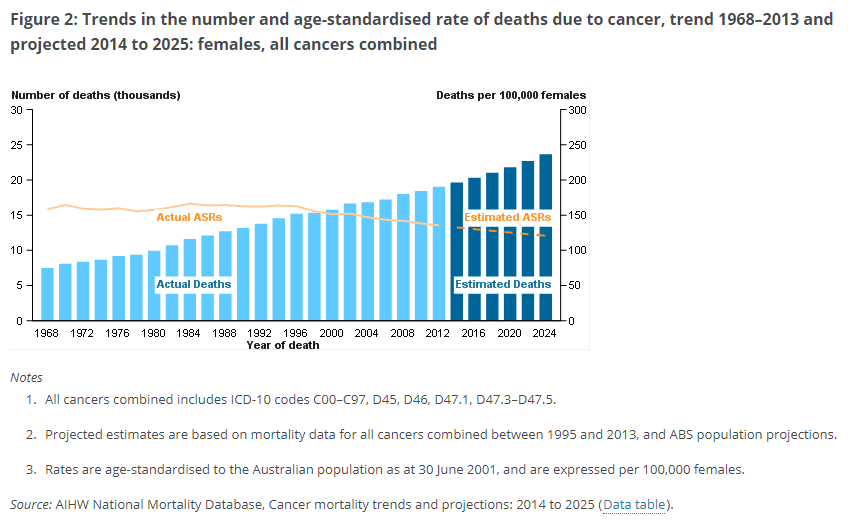 Figure 2: Trends in the number and age-standardised rate of deaths due to cancer, trend 1968–2013 and
projected 2014 to 2025: females, all cancers combined
Number of deaths (thousands) Deaths per 100,000 females
30 300
25 250
20 200
Actual ASRs Estimated ASRs
15 150
10 100
Actual Deaths Estimated Deaths
5 50
0 0
1968 1972 1976 1980 1984 1988 1992 1996 2000 2004 2008 2012 2016 2020 2024
Year of death
Notes
1. All cancers combined includes ICD-10 codes C00–C97, D45, D46, D47.1, D47.3–D47.5.
2. Projected estimates are based on mortality data for all cancers combined between 1995 and 2013, and ABS population projections.
3. Rates are age-standardised to the Australian population as at 30 June 2001, and are expressed per 100,000 females.
Source: AIHW National Mortality Database, Cancer mortality trends and projections: 2014 to 2025 (Data table).